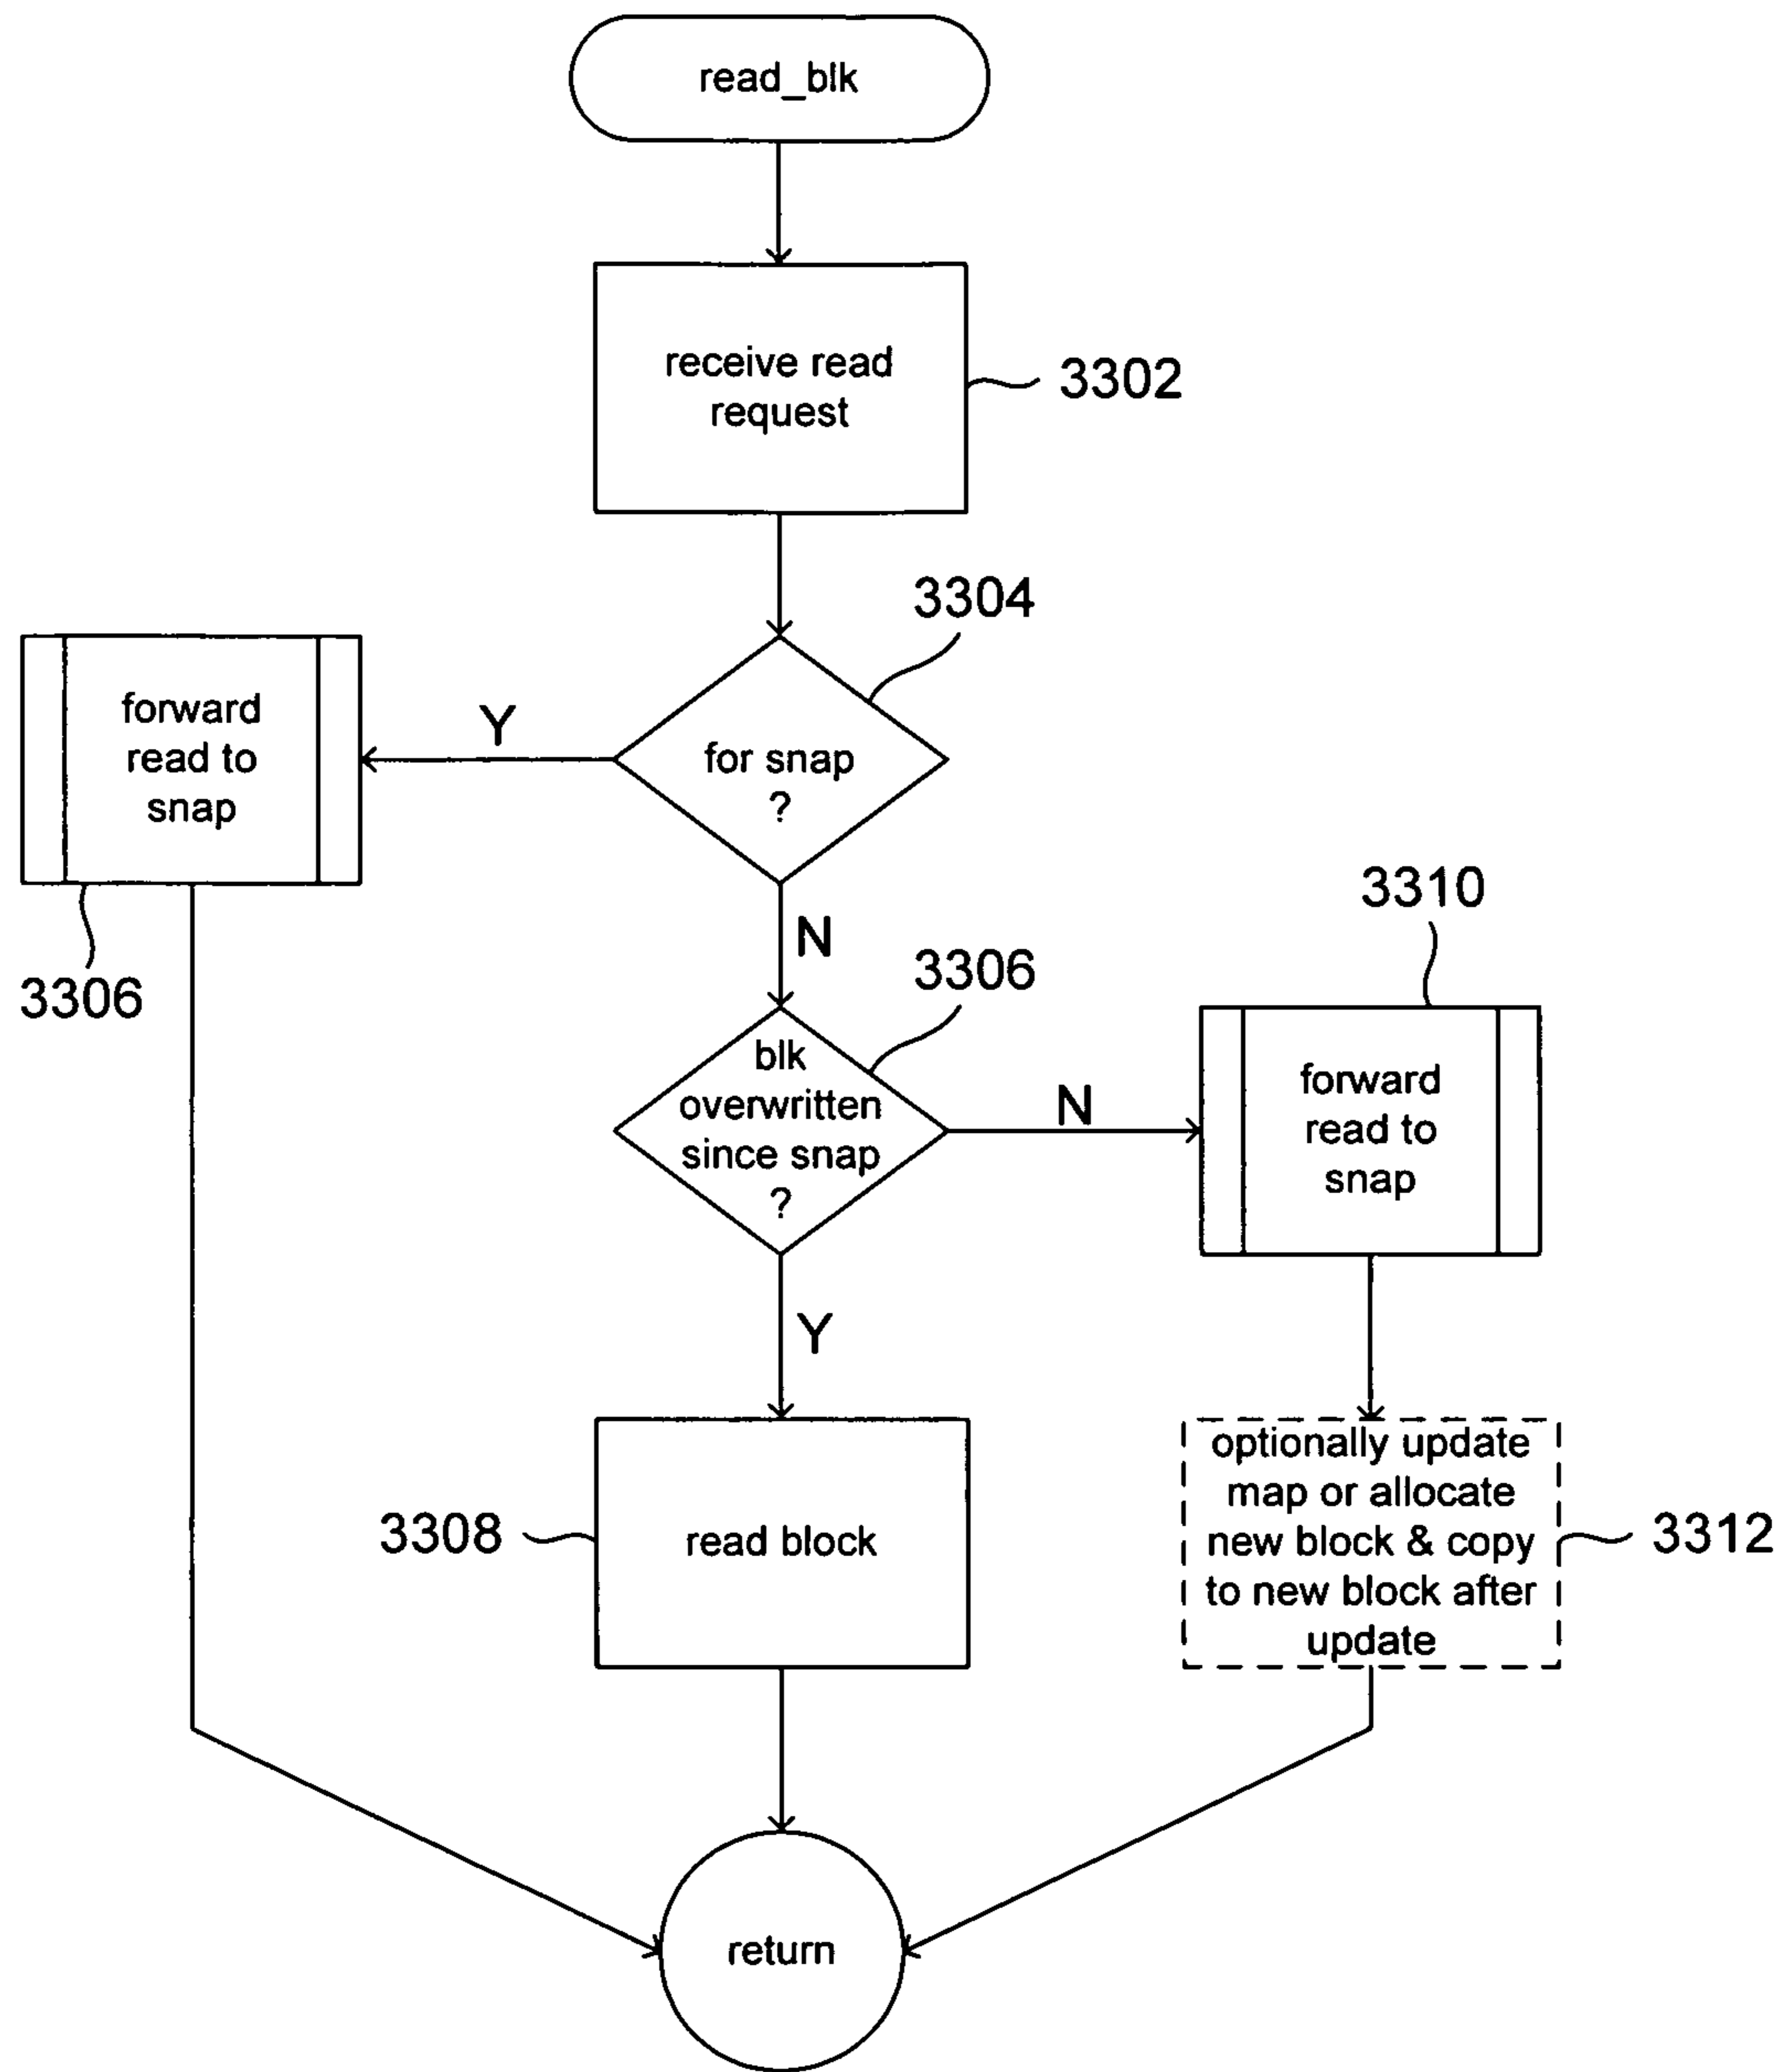 read_blk
receive read
request
3302
3304
forward
read to
snap
Y
for snap
?
3306
N
3310
3306
blk
overwritten
since snap
?
N
forward
read to
snap
Y
3308
read block
optionally update
map or allocate
new block & copy
to new block after
update
3312
return